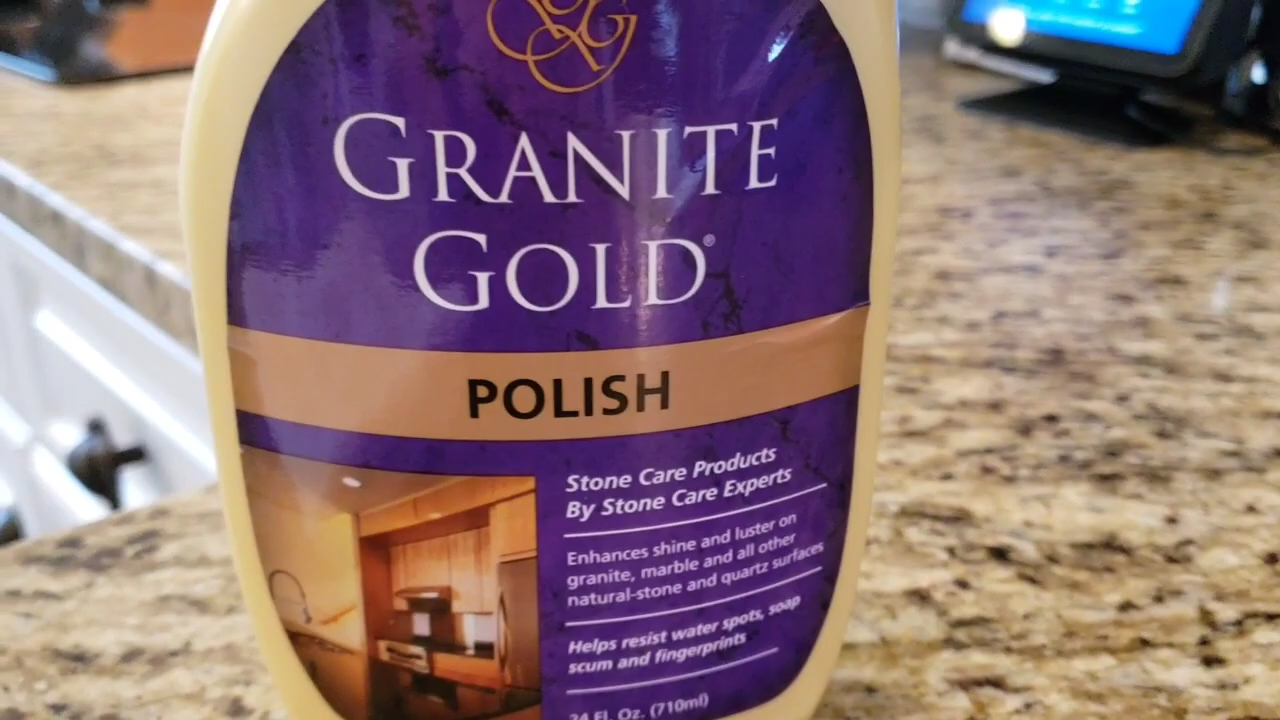 GRANITE
GOLD®
POLISH
Stone Care Products
By Stone Care Experts
Enhances shine and luster on
granite, marble and all other
natural-stone and quartz surfaces
Helps resist water spots, soap
scum and fingerprints
24 Fl. Oz. (710ml)